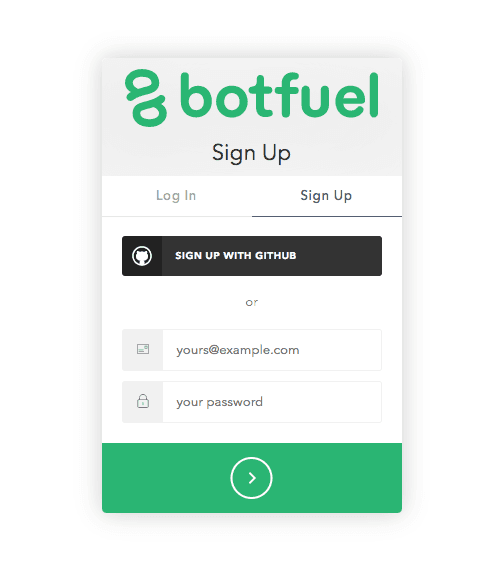 botfuel
Sign Up
Log In
Sign Up
SIGN UP WITH GITHUB
or
yours@example.com
your password